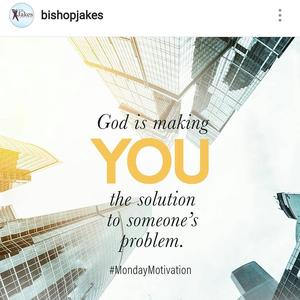 bishopjakes
God is making
YOU
the solution
to someone's
problem.
#MondayMotivation